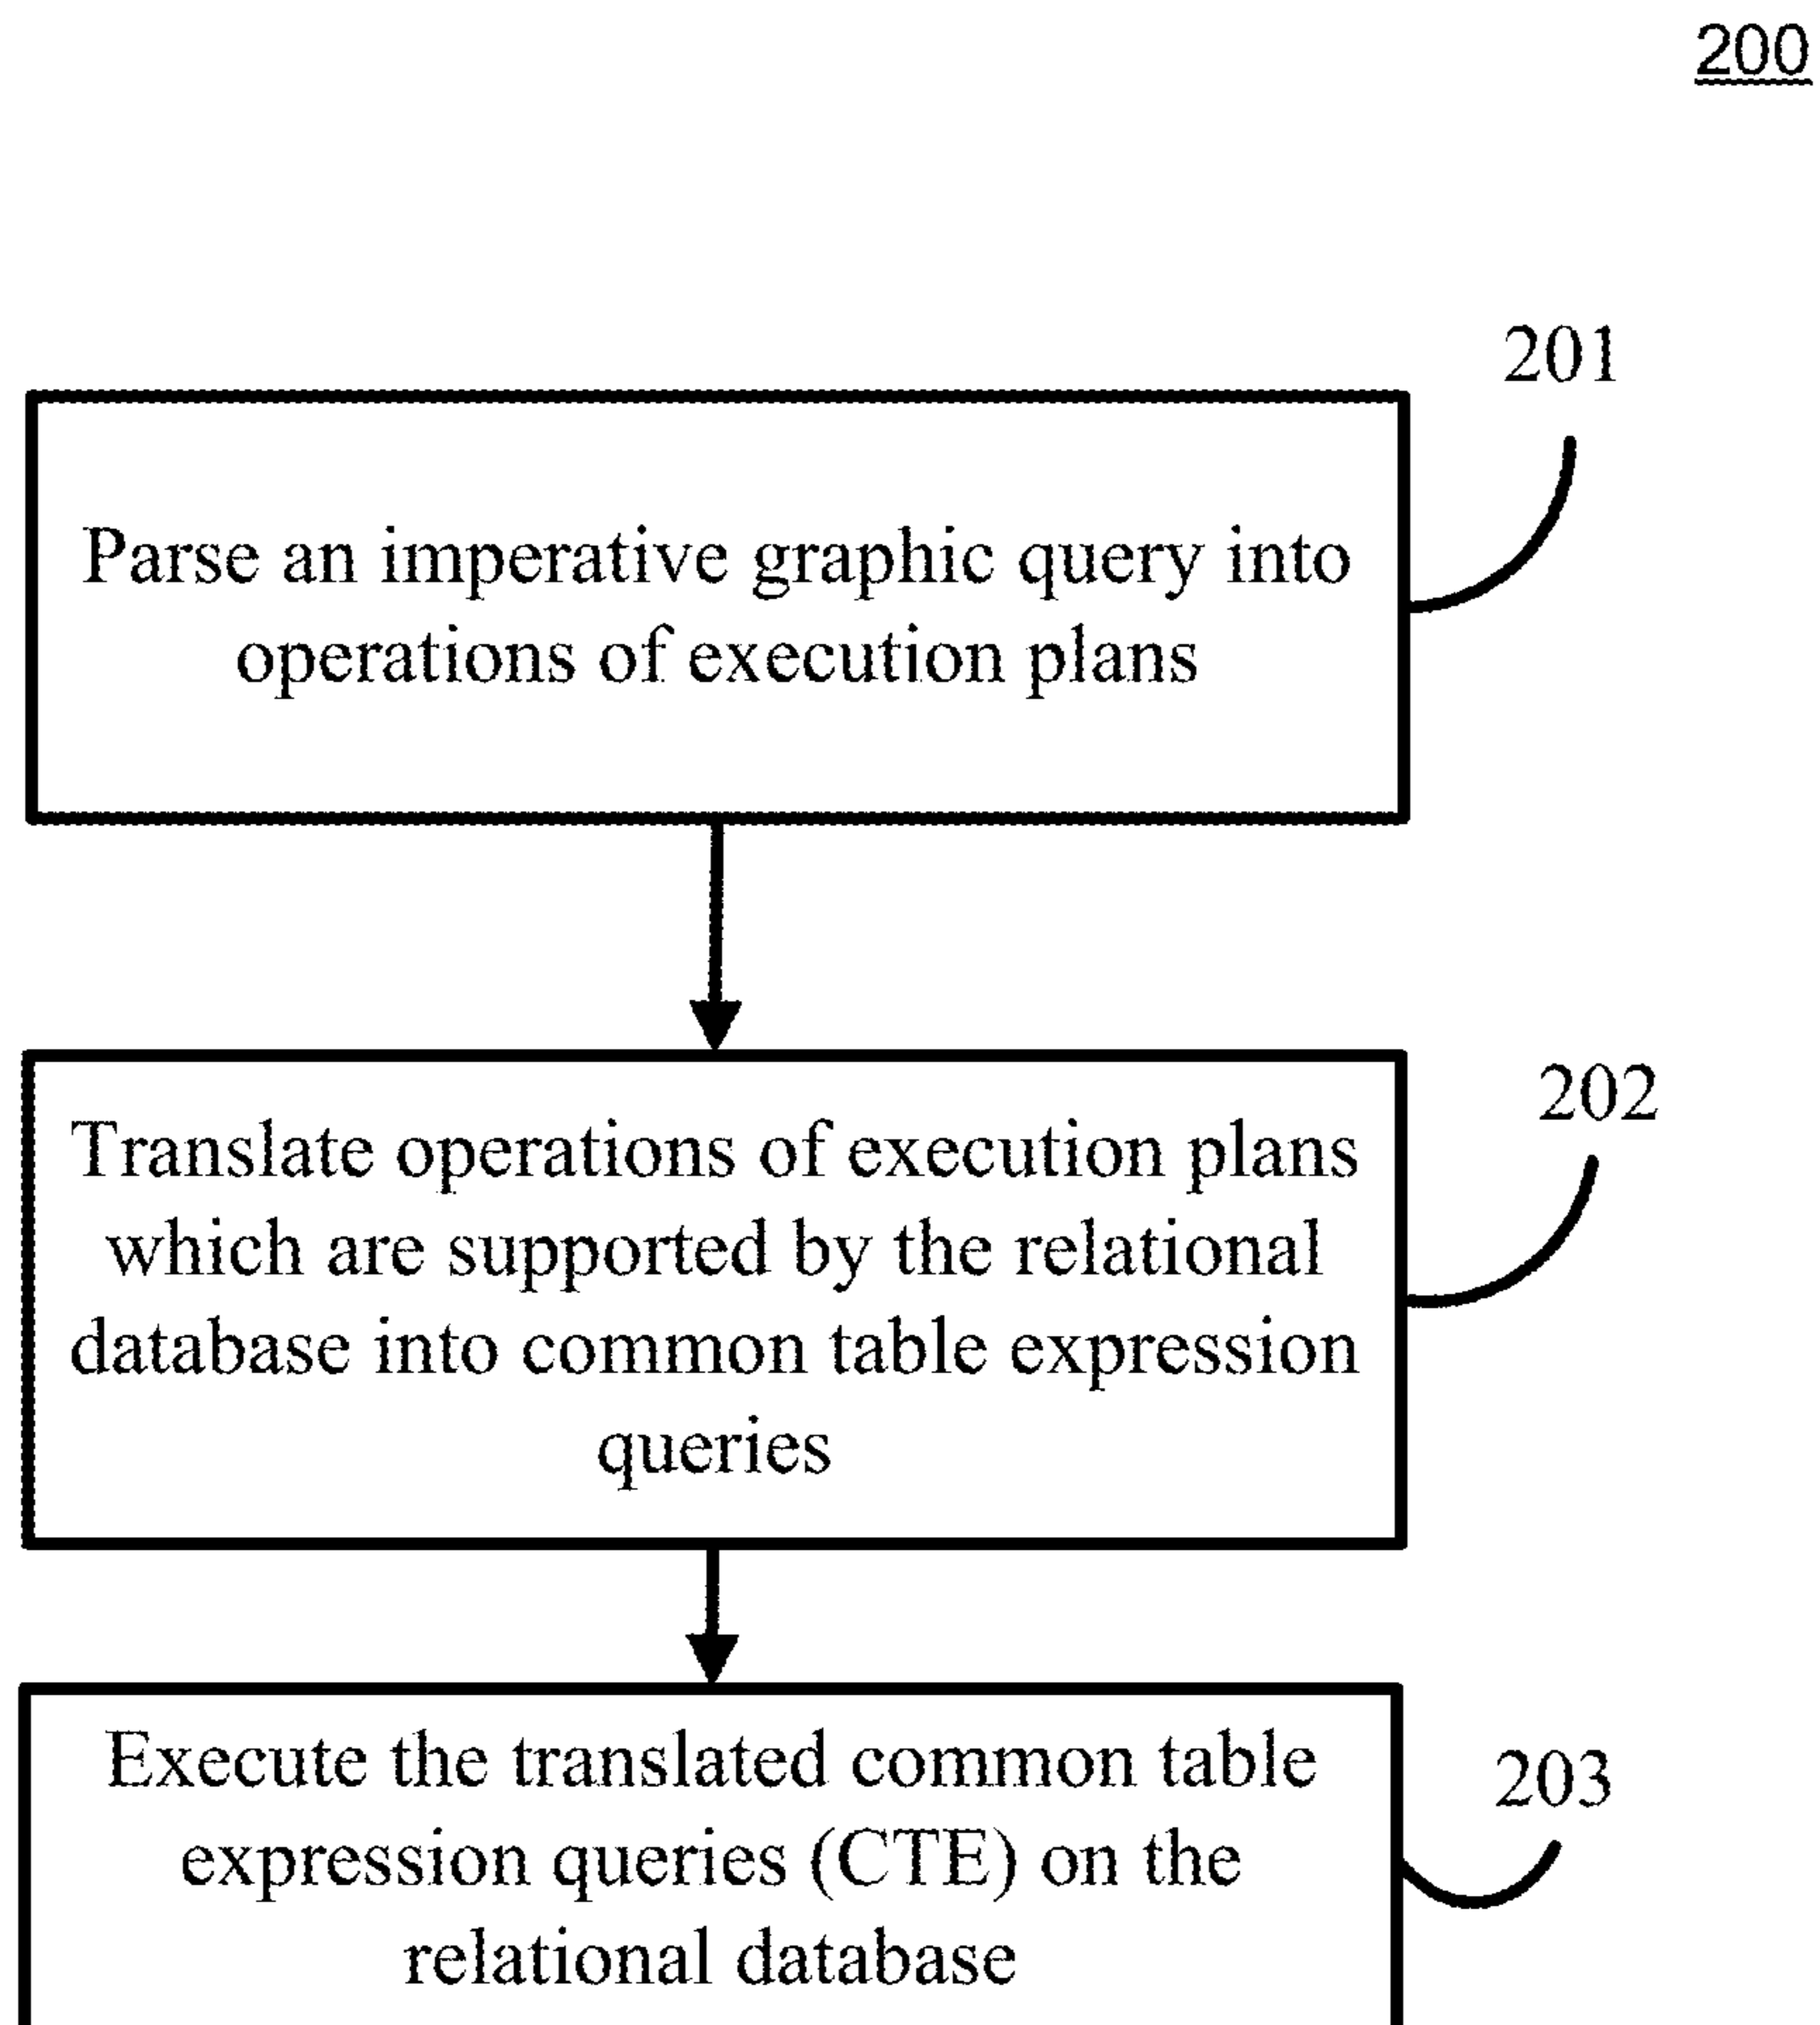 200
201
Parse an imperative graphic query into
operations of execution plans
202
Translate operations of execution plans
which are supported by the relational
database into common table expression
queries
203
Execute the translated common table
expression queries (CTE) on the
relational database